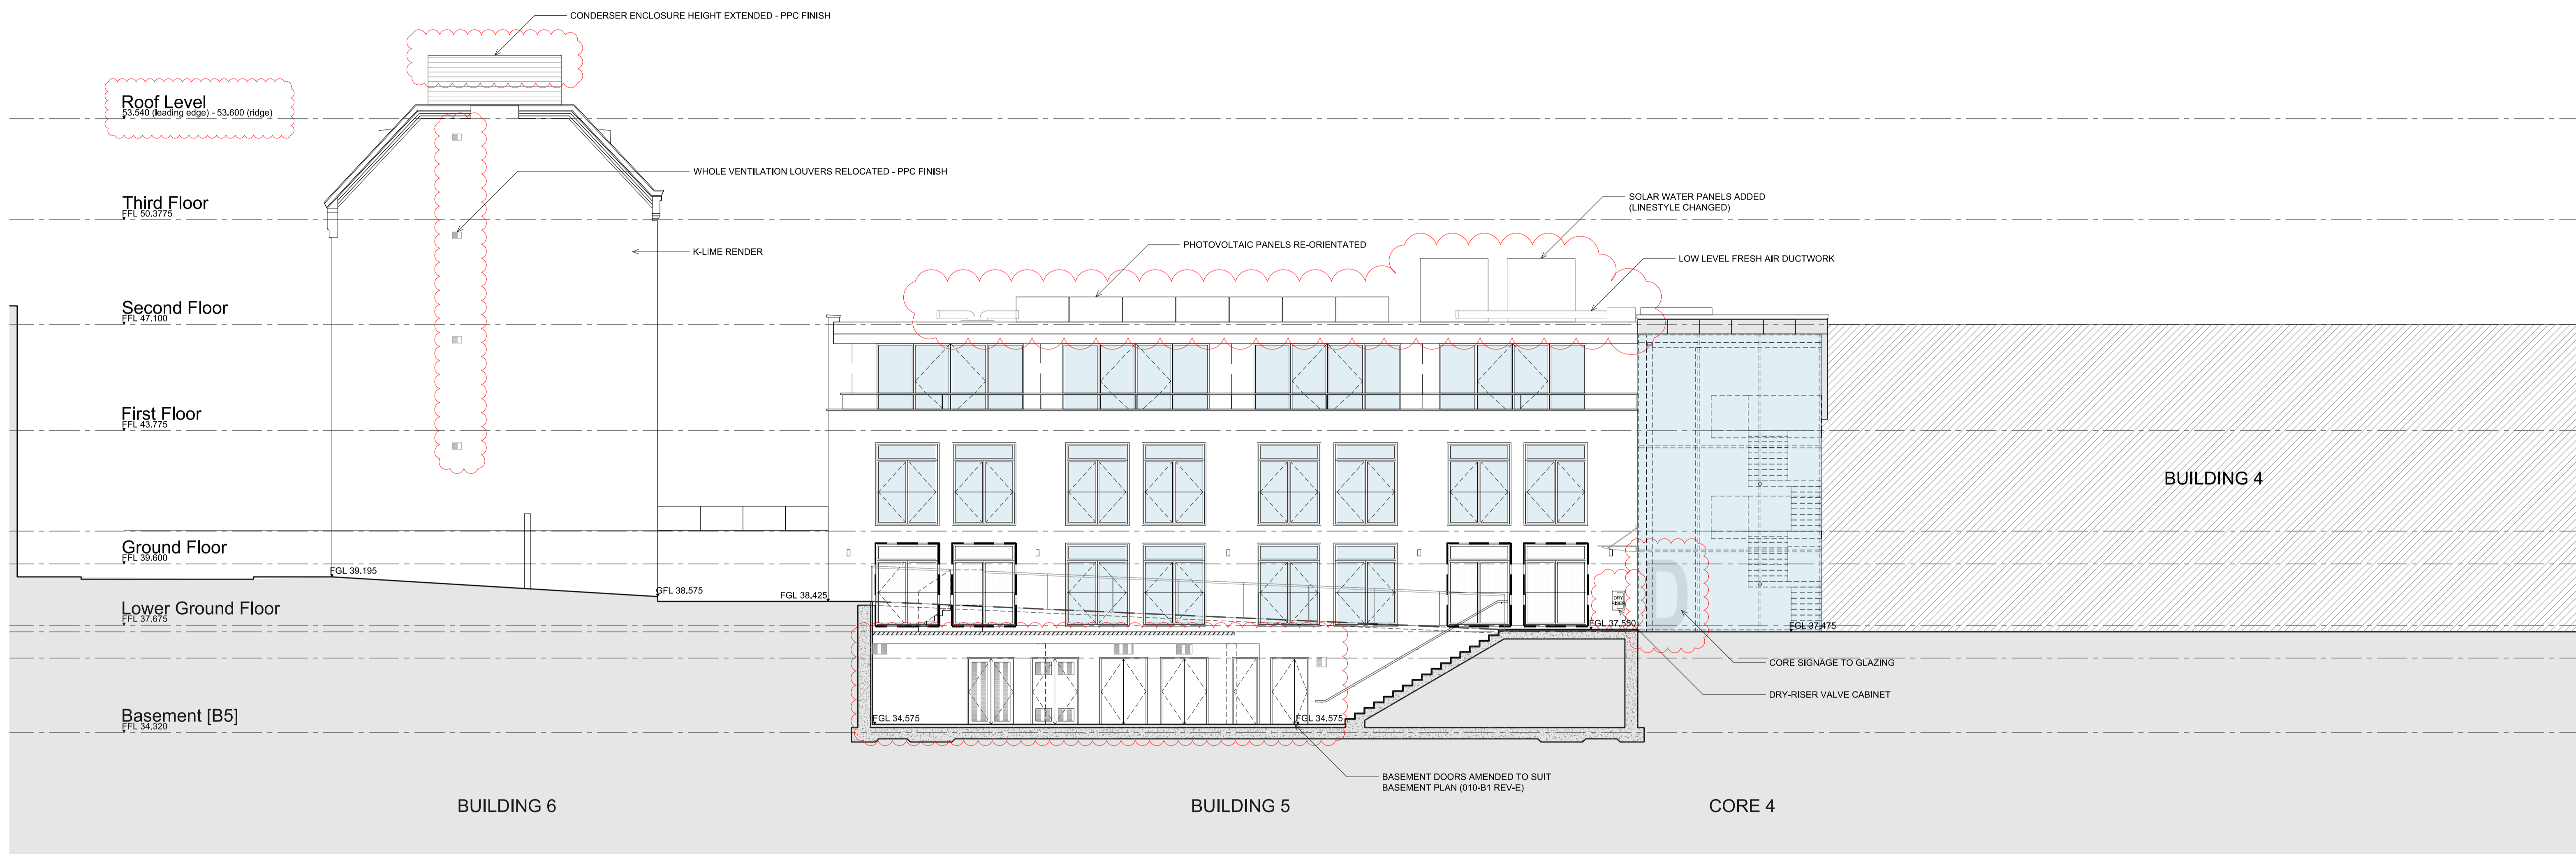 CONDERSER ENCLOSURE HEIGHT EXTENDED - PPC FINISH
Roof Level
53.540 (leading edge) - 53.600 (ridge)
WHOLE VENTILATION LOUVERS RELOCATED - PPC FINISH
Third Floor
FFL 50.3775
SOLAR WATER PANELS ADDED
(LINESTYLE CHANGED)
PHOTOVOLTAIC PANELS RE-ORIENTATED
K-LIME RENDER
LOW LEVEL FRESH AIR DUCTWORK
Second Floor
FFL 47.100
First Floor
FFL 43.775
BUILDING 4
Ground Floor
FFL 39.600
FGL 39.195
GFL 38.575
FGL 38.425
Lower Ground Floor
FFL 37.675
DRY
RISER
D
FGL 37.550
FGL 37.475
CORE SIGNAGE TO GLAZING
DRY-RISER VALVE CABINET
Basement [B5]
FFL 34.320
FGL 34.575
FGL 34.575
BASEMENT DOORS AMENDED TO SUIT
BASEMENT PLAN (010-B1 REV-E)
BUILDING 6
BUILDING 5
CORE 4